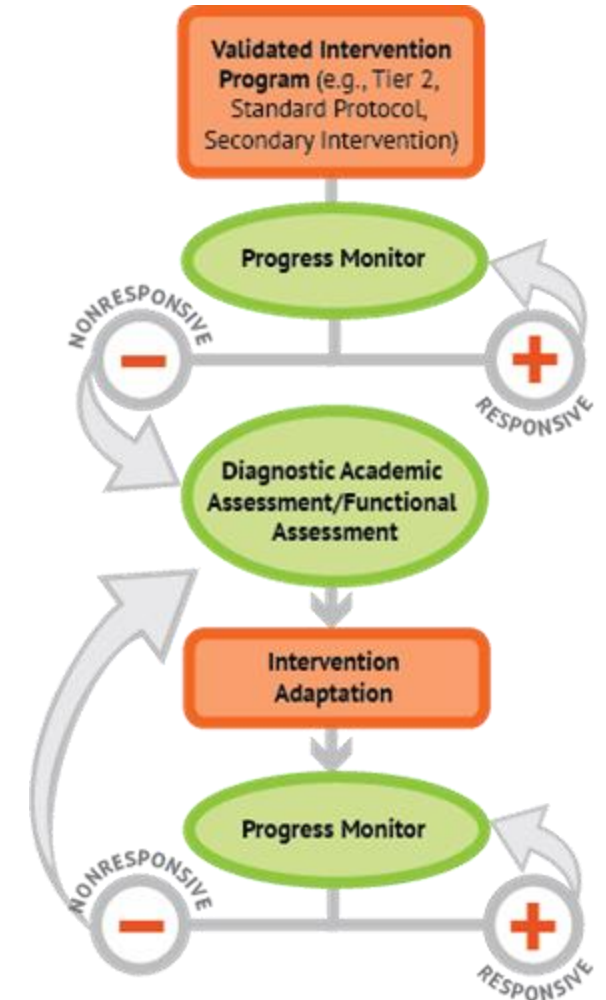 Validated Intervention
Program (e.g., Tier 2,
Standard Protocol,
Secondary Intervention)
Progress Monitor
NONRESPONSIVE
RESPONSIVE
Diagnostic Academic
Assessment/Functional
Assessment
Intervention
Adaptation
Progress Monitor
NONRESPONSIVE
RESPONSIVE